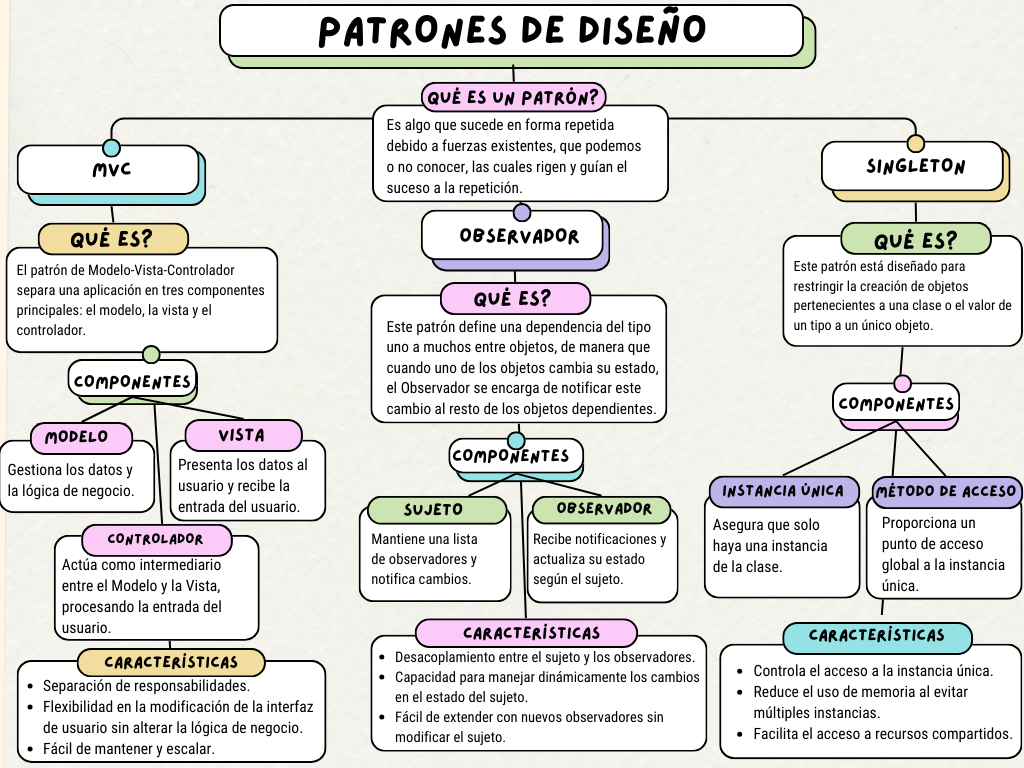 PATRONES DE DISEÑO
QUÉ ES UN PATRÓN?
Es algo que sucede en forma repetida
debido a fuerzas existentes, que podemos
o no conocer, las cuales rigen y guían el
suceso a la repetición.
MVC
QUÉ ES?
El patrón de Modelo-Vista-Controlador
separa una aplicación en tres componentes
principales: el modelo, la vista y el
controlador.
COMPONENTES
MODELO
Gestiona los datos y
la lógica de negocio.
VISTA
Presenta los datos al
usuario y recibe la
entrada del usuario.
CONTROLADOR
Actúa como intermediario
entre el Modelo y la Vista,
procesando la entrada del
usuario.
CARACTERÍSTICAS
• Separación de responsabilidades.
• Flexibilidad en la modificación de la interfaz
de usuario sin alterar la lógica de negocio.
• Fácil de mantener y escalar.
OBSERVADOR
QUÉ ES?
Este patrón define una dependencia del tipo
uno a muchos entre objetos, de manera que
cuando uno de los objetos cambia su estado,
el Observador se encarga de notificar este
cambio al resto de los objetos dependientes.
COMPONENTES
SUJETO
Mantiene una lista
de observadores y
notifica cambios.
OBSERVADOR
Recibe notificaciones y
actualiza su estado
según el sujeto.
CARACTERÍSTICAS
• Desacoplamiento entre el sujeto y los observadores.
• Capacidad para manejar dinámicamente los cambios
en el estado del sujeto.
• Fácil de extender con nuevos observadores sin
modificar el sujeto.
SINGLETON
QUÉ ES?
Este patrón está diseñado para
restringir la creación de objetos
pertenecientes a una clase o el valor de
un tipo a un único objeto.
COMPONENTES
INSTANCIA ÚNICA
Asegura que solo
haya una instancia
de la clase.
MÉTODO DE ACCESO
Proporciona un
punto de acceso
global a la instancia
única.
CARACTERÍSTICAS
• Controla el acceso a la instancia única.
• Reduce el uso de memoria al evitar
múltiples instancias.
• Facilita el acceso a recursos compartidos.